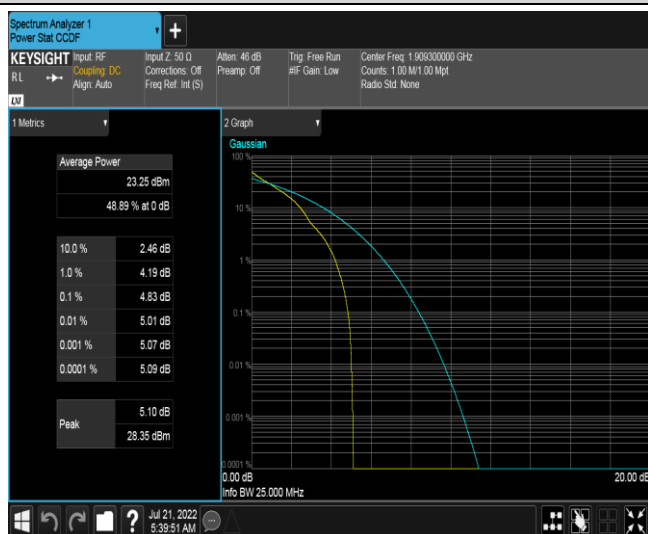 Spectrum Analyzer 1
Power Stat CCDF
+
KEYSIGHT
RL
LXI
Input: RF
Coupling: DC
Align: Auto
Input Z: 50 Ω
Corrections: Off
Freq Ref: Int (S)
Atten: 46 dB
Preamp: Off
Trig: Free Run
#IF Gain: Low
Center Freq: 1.909300000 GHz
Counts: 1.00 M/1.00 Mpt
Radio Std: None
1 Metrics
Average Power
23.25 dBm
48.89 % at 0 dB
10.0 % 2.46 dB
1.0 % 4.19 dB
0.1 % 4.83 dB
0.01 % 5.01 dB
0.001 % 5.07 dB
0.0001 % 5.09 dB
Peak
5.10 dB
28.35 dBm
2 Graph
Gaussian
100 %
10 %
1 %
0.1 %
0.01 %
0.001 %
0.0001 %
0.00 dB
20.00 dB
Info BW 25.000 MHz
?
Jul 21, 2022
5:39:51 AM